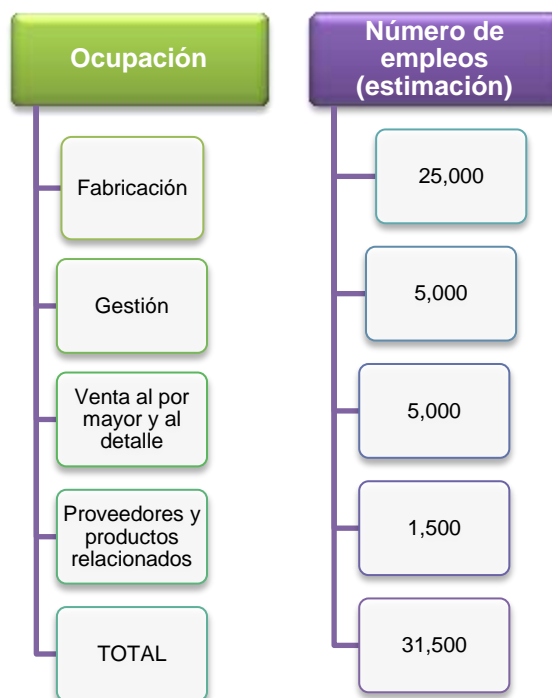 Ocupación
Fabricación
Gestión
Venta al por
mayor y al
detalle
Proveedores y
productos
relacionados
TOTAL
Número de
empleos
(estimación)
25,000
5,000
5,000
1,500
31,500